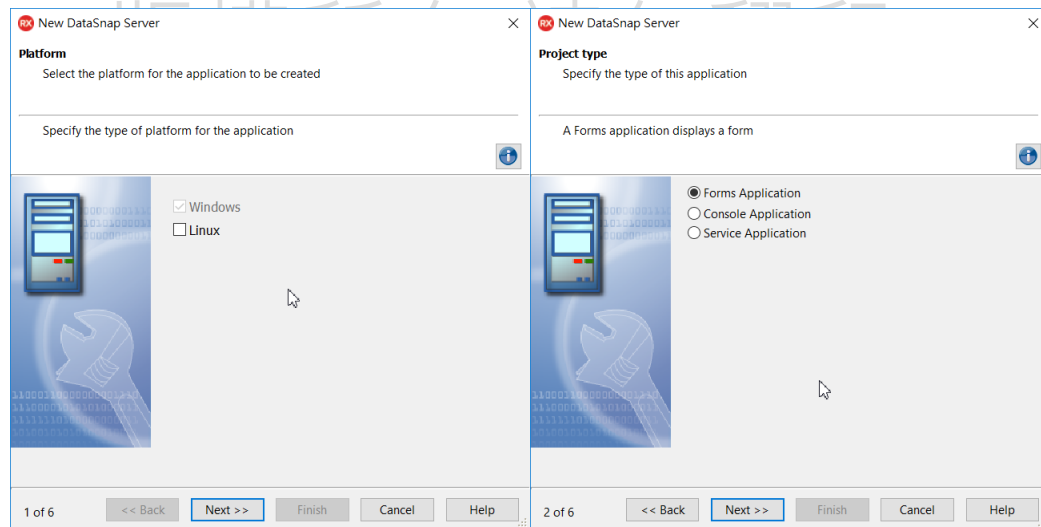 New DataSnap Server
Platform
Select the platform for the application to be created
Specify the type of platform for the application
Windows
Linux
1 of 6
<< Back
Next >>
Finish
Cancel
Help
New DataSnap Server
Project type
Specify the type of this application
A Forms application displays a form
Forms Application
Console Application
Service Application
2 of 6
<< Back
Next >>
Finish
Cancel
Help